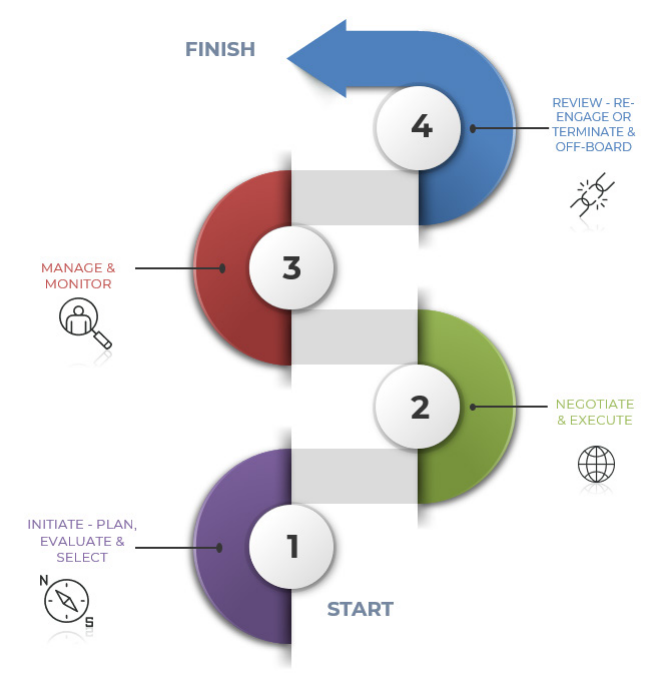 FINISH
REVIEW - RE-
ENGAGE OR
TERMINATE &
OFF-BOARD
4
3
MANAGE &
MONITOR
2
NEGOTIATE
& EXECUTE
INITIATE - PLAN,
EVALUATE &
SELECT
1
N
S
START